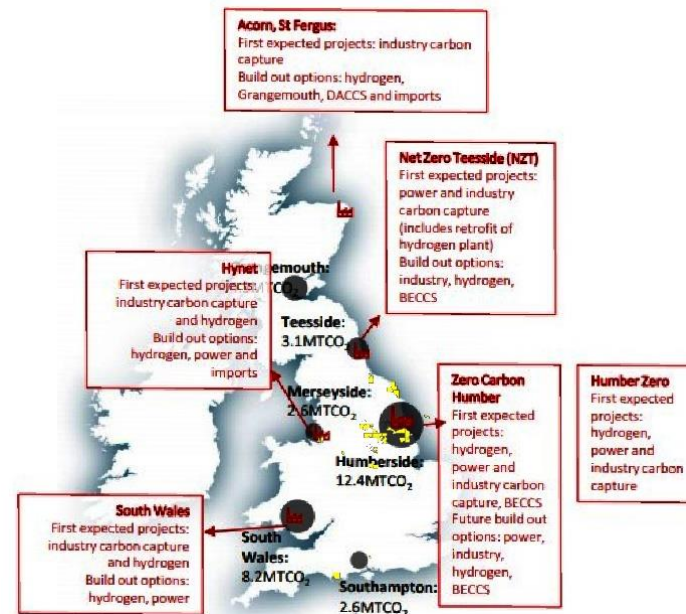 Acorn, St Fergus:
First expected projects: industry carbon
capture
Build out options: hydrogen,
Grangemouth, DACCS and imports
Net Zero Teesside (NZT)
First expected projects:
power and industry
carbon capture
(includes retrofit of
hydrogen plant)
Build out options:
industry, hydrogen,
BECCS
Hynet
First expected projects:
industry carbon capture
and hydrogen
Build out options:
hydrogen, power and
imports
Teesside:
3.1MTCO₂
Merseyside:
2.6MTCO₂
Humberside:
12.4MTCO₂
Zero Carbon
Humber
First expected
projects:
hydrogen,
power and
industry carbon
capture, BECCS
Future build out
options: power,
industry,
hydrogen,
BECCS
Humber Zero
First expected
projects:
hydrogen,
power and
industry carbon
capture
South Wales
First expected projects:
industry carbon capture
and hydrogen
Build out options:
hydrogen, power
South
Wales:
8.2MTCO₂
Southampton:
2.6MTCO₂